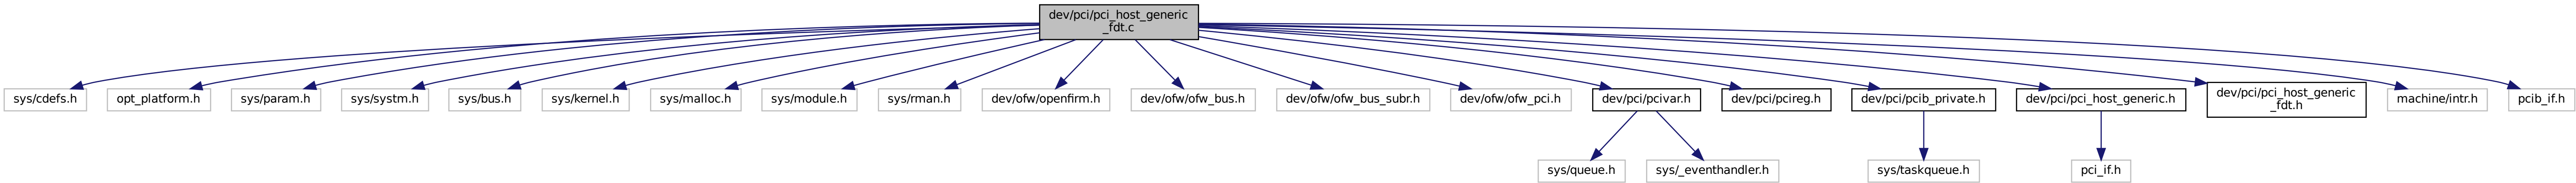 dev/pci/pci_host_generic
_fdt.c
sys/cdefs.h
opt_platform.h
sys/param.h
sys/systm.h
sys/bus.h
sys/kernel.h
sys/malloc.h
sys/module.h
sys/rman.h
dev/ofw/openfirm.h
dev/ofw/ofw_bus.h
dev/ofw/ofw_bus_subr.h
dev/ofw/ofw_pci.h
dev/pci/pcivar.h
dev/pci/pcireg.h
dev/pci/pcib_private.h
dev/pci/pci_host_generic.h
dev/pci/pci_host_generic
_fdt.h
machine/intr.h
pcib_if.h
sys/queue.h
sys/_eventhandler.h
sys/taskqueue.h
pci_if.h